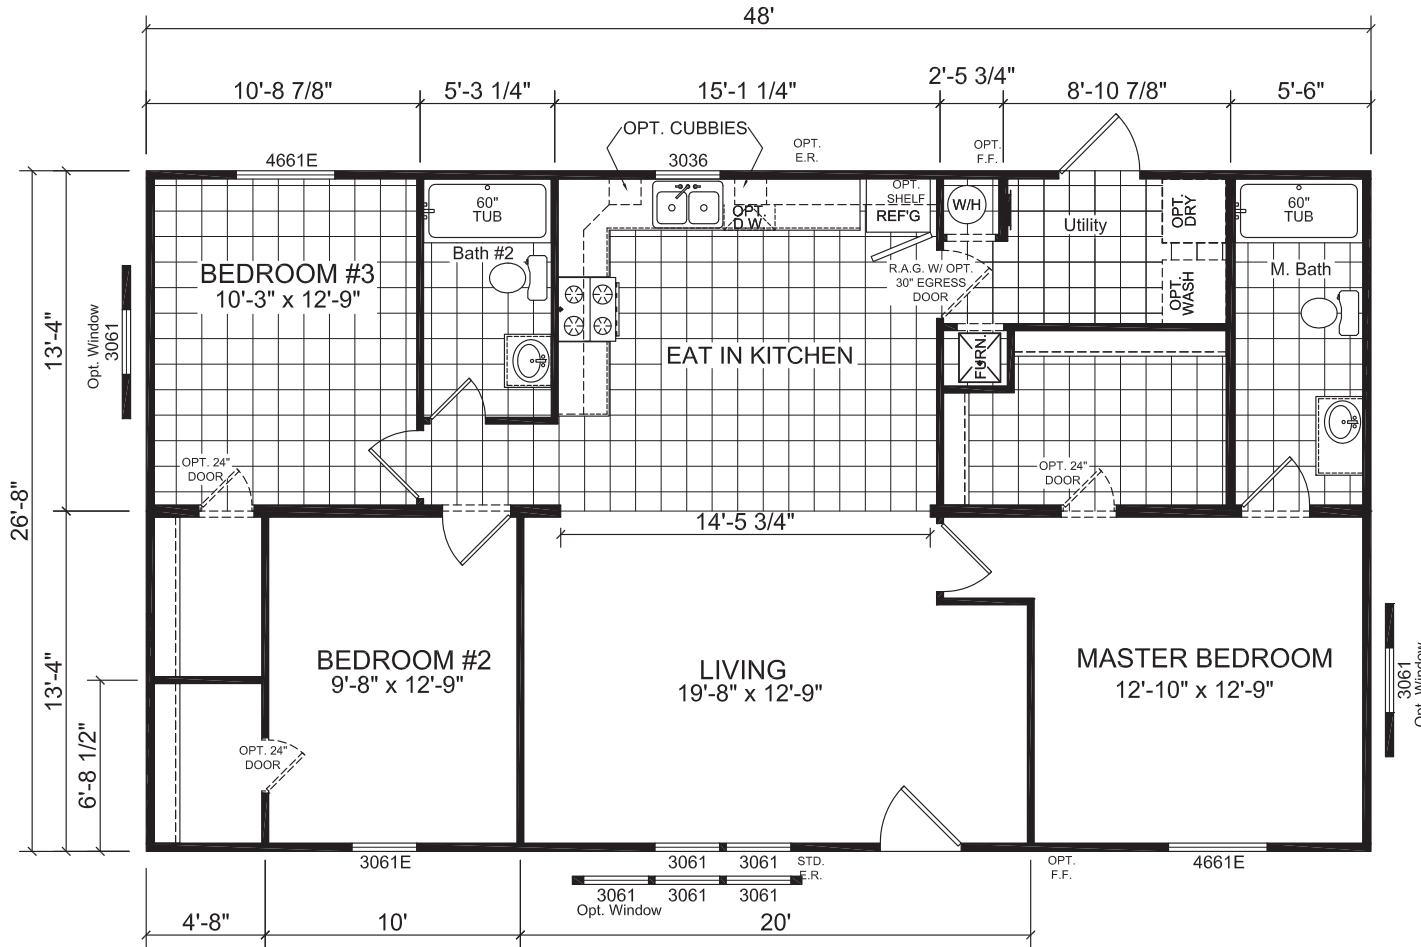 48'
10'-8 7/8"
5'-3 1/4"
15'-1 1/4"
2'-5 3/4"
8'-10 7/8"
5'-6"
OPT. CUBBIES
OPT.
E.R.
OPT.
F.F.
4661E
3036
60"
TUB
OPT.
SHELF
REF'G
W/H
OPT.
D.W.
Utility
OPT.
DRY
60"
TUB
Bath #2
M. Bath
BEDROOM #3
10'-3" x 12'-9"
R.A.G. W/ OPT.
30" EGRESS
DOOR
OPT.
WASH
Opt. Window
3061
13'-4"
EAT IN KITCHEN
FURN.
OPT. 24"
DOOR
OPT. 24"
DOOR
26'-8"
14'-5 3/4"
BEDROOM #2
9'-8" x 12'-9"
LIVING
19'-8" x 12'-9"
MASTER BEDROOM
12'-10" x 12'-9"
13'-4"
6'-8 1/2"
3061
Opt. Window
OPT. 24"
DOOR
3061E
3061
3061
STD.
E.R.
OPT.
F.F.
4661E
3061
3061
3061
Opt. Window
4'-8"
10'
20'